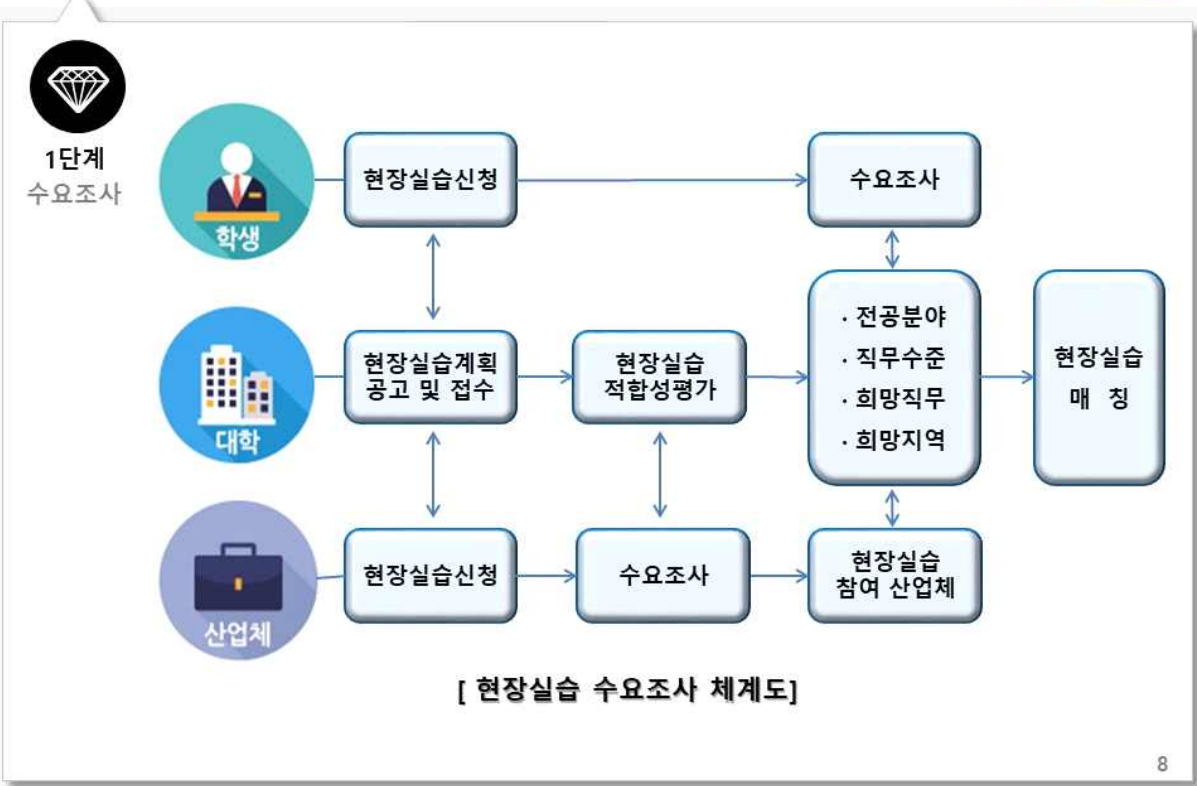 1단계
수요조사
학생
현장실습신청
수요조사
대학
현장실습계획
공고 및 접수
현장실습
적합성평가
· 전공분야
· 직무수준
· 희망직무
· 희망지역
현장실습
매 칭
산업체
현장실습신청
수요조사
현장실습
참여 산업체
[ 현장실습 수요조사 체계도]
8